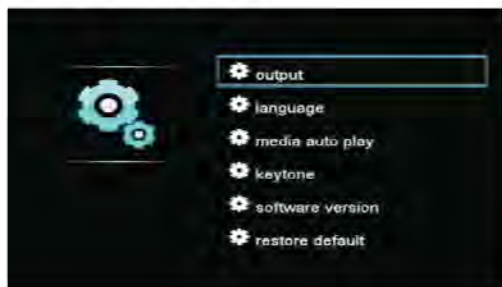 output
language
media auto play
keytone
software version
restore default